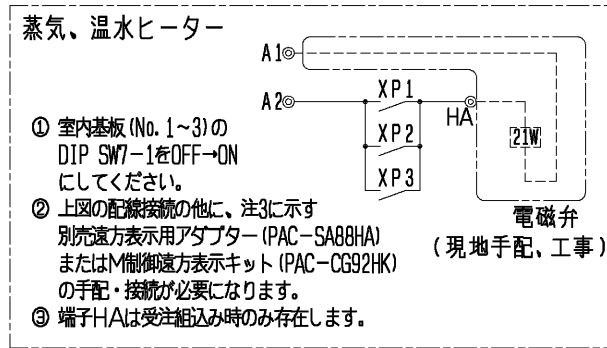 蒸気、温水ヒーター
A1
A2
XP1
XP2
XP3
HA
21W
電磁弁
(現地手配、工事)
① 室内基板(No.1~3)の
DIP SW7-1をOFF→ON
にしてください。
② 上図の配線接続の他に、注3に示す
別売遠方表示用アダプター(PAC-SA88HA)
またはM制御遠方表示キット(PAC-CG92HK)
の手配・接続が必要になります。
③ 端子HAは受注組込み時のみ存在します。